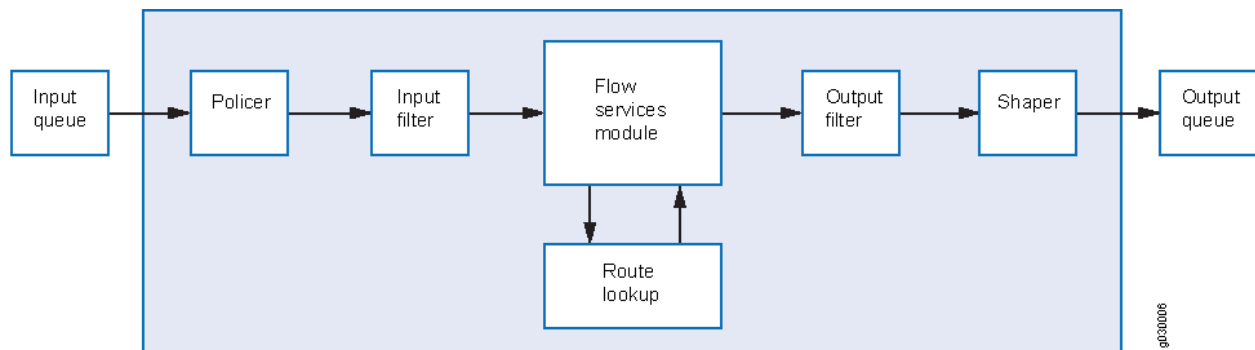 Input
queue
Policer
Input
filter
Flow
services
module
Output
filter
Shaper
Output
queue
Route
lookup
g030006